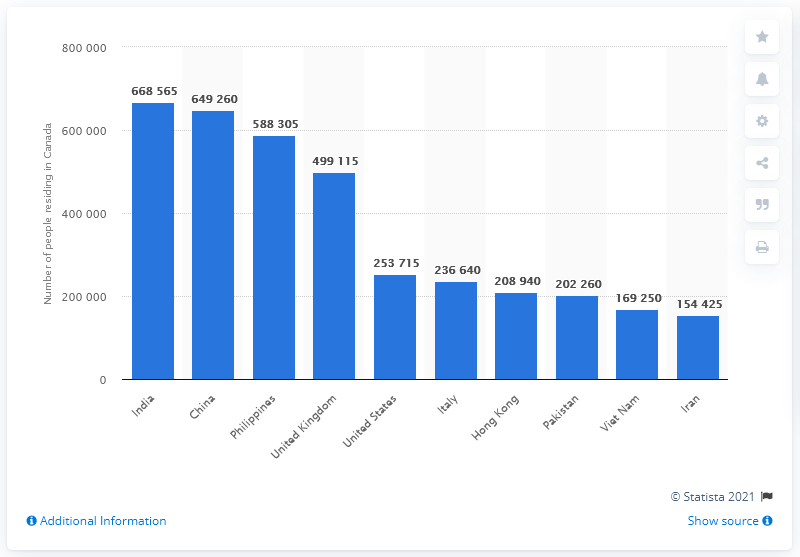 Number of people residing in Canada
800 000
600 000
400 000
200 000
0
668 565
649 260
588 305
499 115
253 715
236 640
208 940
202 260
169 250
154 425
India
China
Philippines
United Kingdom
United States
Italy
Hong Kong
Pakistan
Viet Nam
Iran
© Statista 2021
Additional Information
Show source